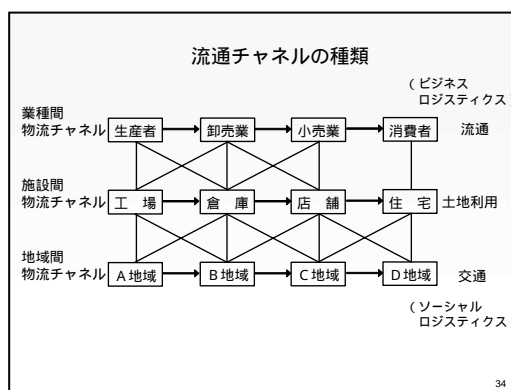 流通チャネルの種類
（ビジネス
ロジスティクス）
業種間
物流チャネル
生産者
卸売業
小売業
消費者
流通
施設間
物流チャネル
工　場
倉　庫
店　舗
住　宅
土地利用
地域間
物流チャネル
Ａ地域
Ｂ地域
Ｃ地域
Ｄ地域
交通
（ソーシャル
ロジスティクス）
34